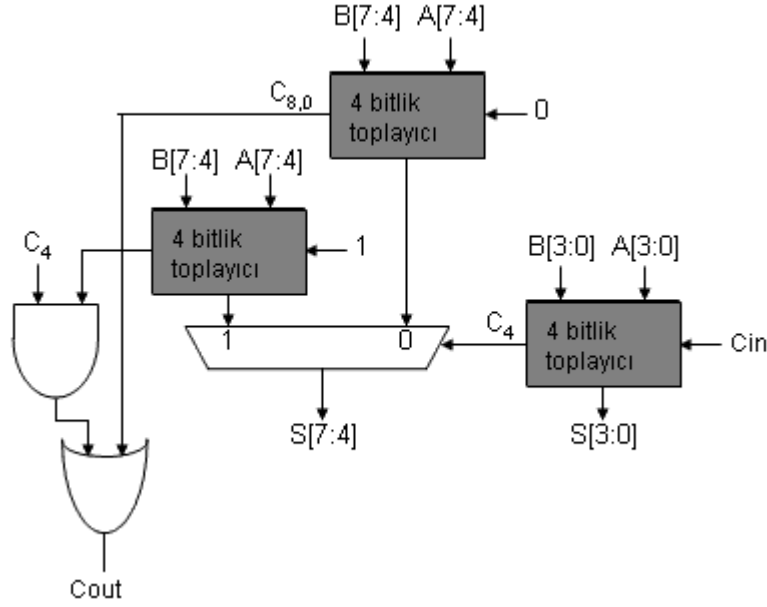 B[7:4] A[7:4]
C8,0
4 bitlik
toplayıcı
0
B[7:4] A[7:4]
4 bitlik
toplayıcı
1
C4
B[3:0] A[3:0]
4 bitlik
toplayıcı
C4
Cin
1 0
S[7:4]
S[3:0]
Cout